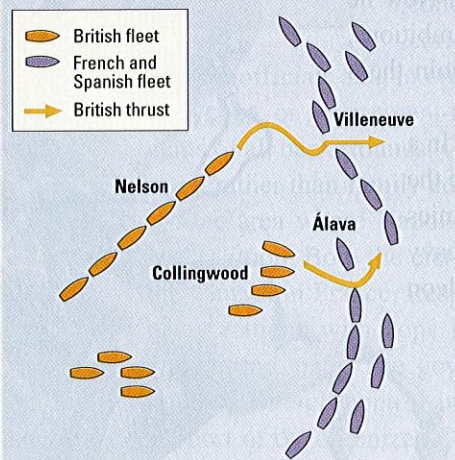 British fleet
French and
Spanish fleet
British thrust
Villeneuve
Nelson
Álava
Collingwood